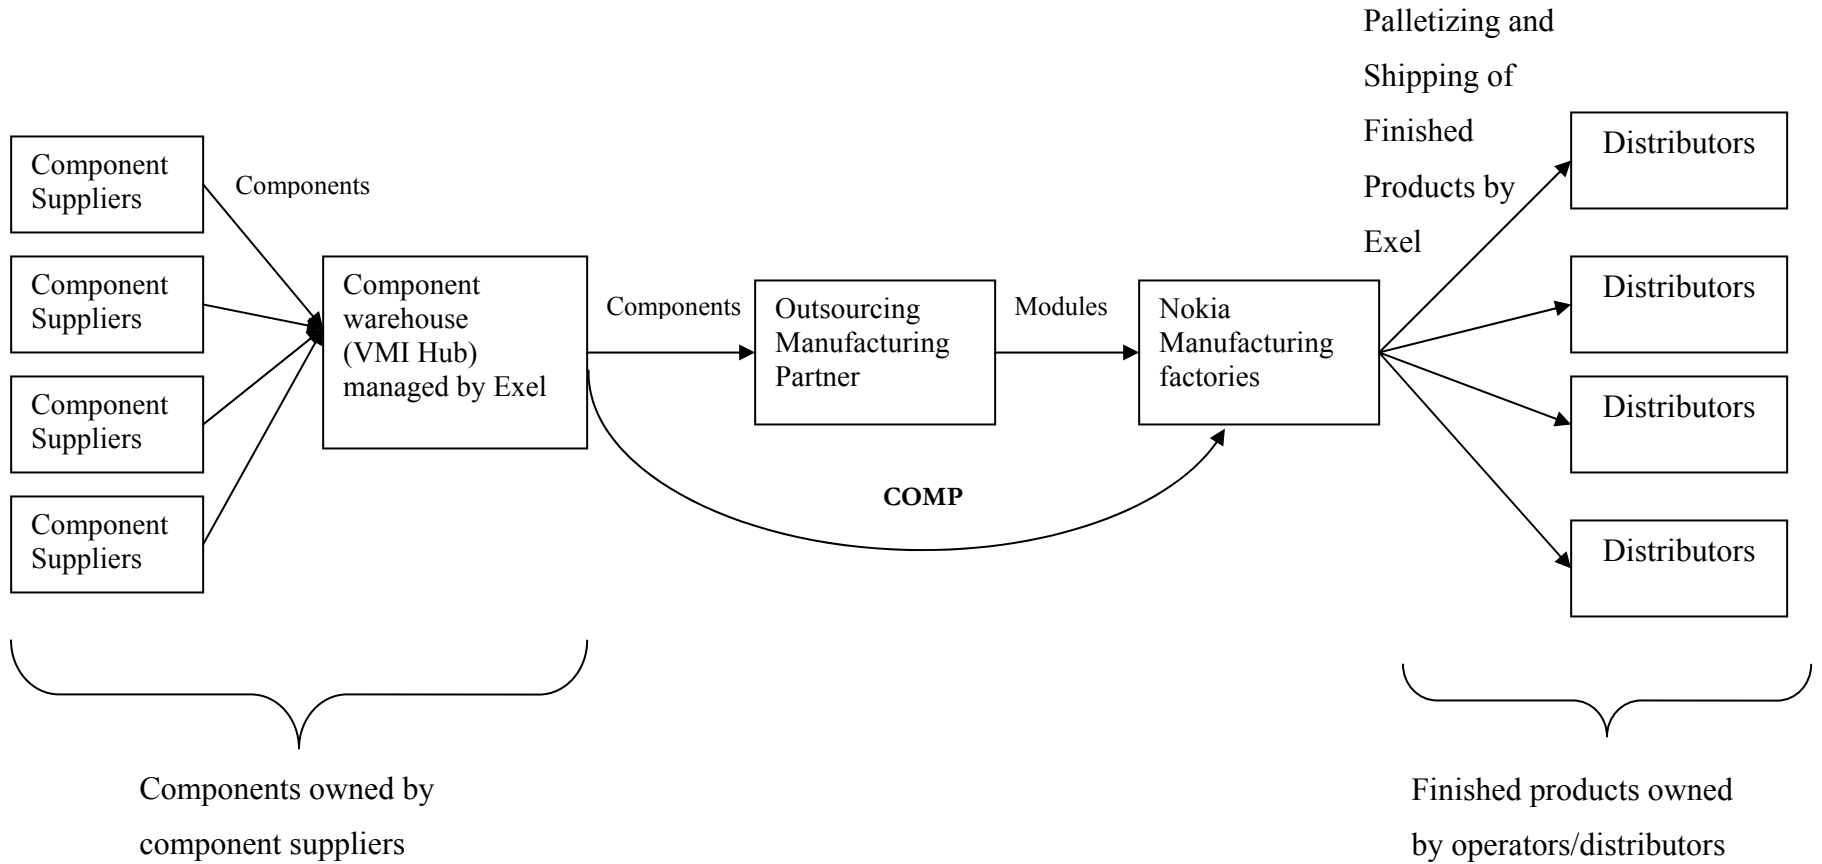 Palletizing and
Shipping of
Finished
Products by
Exel
Component
Suppliers
Component
Suppliers
Component
Suppliers
Component
Suppliers
Components
Component
warehouse
(VMI Hub)
managed by Exel
Components
Outsourcing
Manufacturing
Partner
Modules
Nokia
Manufacturing
factories
COMP
Distributors
Distributors
Distributors
Distributors
Components owned by
component suppliers
Finished products owned
by operators/distributors